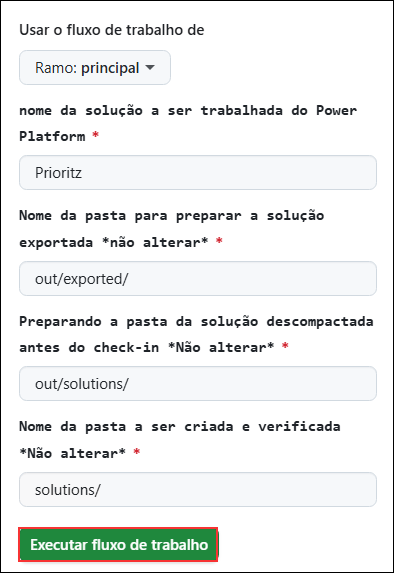 Usar o fluxo de trabalho de
Ramo: principal
nome da solução a ser trabalhada do Power
Platform *
Prioritz
Nome da pasta para preparar a solução
exportada *não alterar* *
out/exported/
Preparando a pasta da solução descompactada
antes do check-in *Não alterar* *
out/solutions/
Nome da pasta a ser criada e verificada
*Não alterar* *
solutions/
Executar fluxo de trabalho